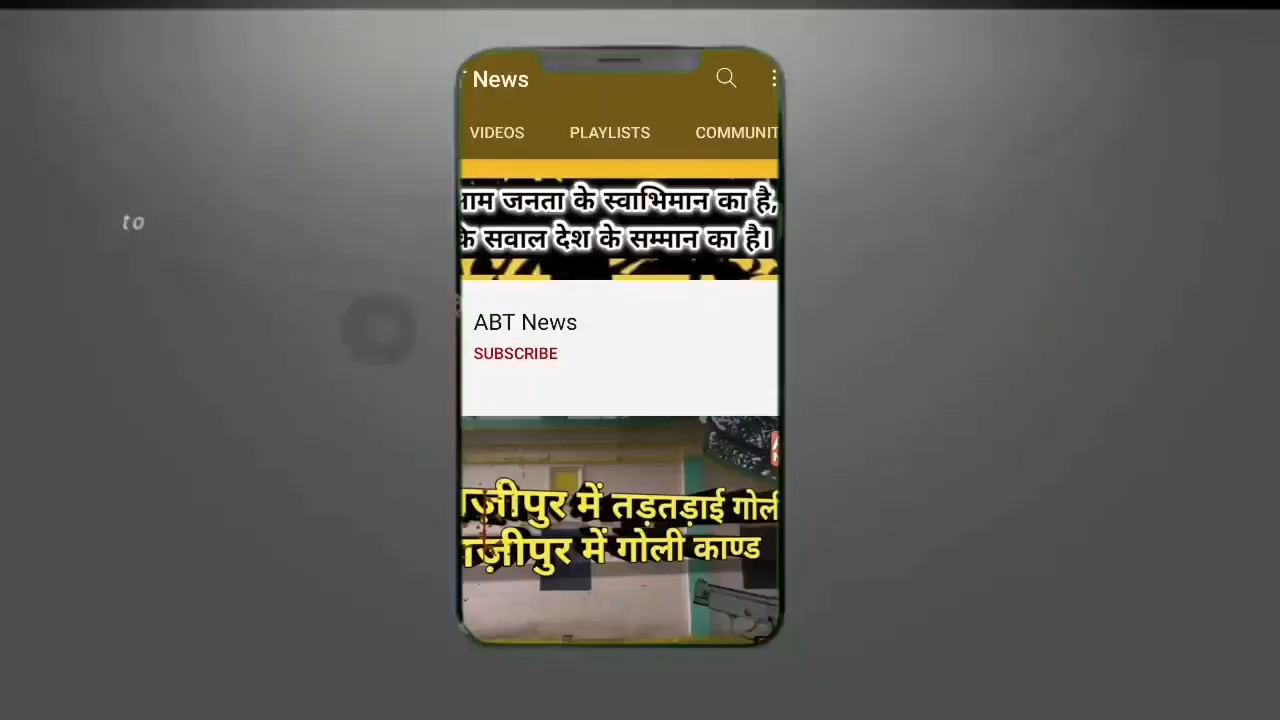 News
VIDEOS PLAYLISTS COMMUNIT
to
जनता के स्वाभिमान का है,
सवाल देश के सम्मान का है।
ABT News
SUBSCRIBE
में तड़तड़ाई
में गोली काण्ड